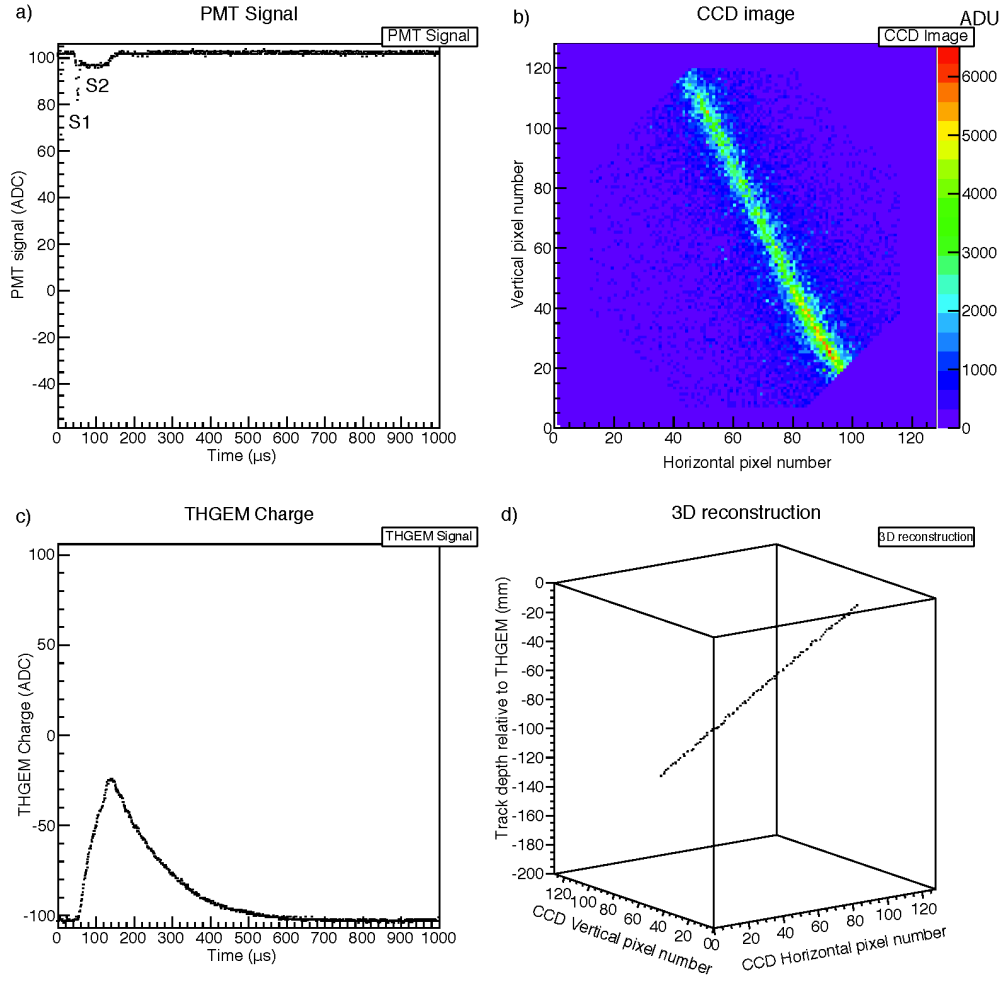 a)
PMT Signal
PMT Signal
100
80
60
40
20
0
-20
-40
S2
S1
PMT signal (ADC)
0 100 200 300 400 500 600 700 800 900 1000
Time (µs)
b)
CCD image
ADU
CCD Image
120
100
80
60
40
20
0
Vertical pixel number
0 20 40 60 80 100 120
Horizontal pixel number
6000
5000
4000
3000
2000
1000
0
c)
THGEM Charge
THGEM Signal
100
50
0
-50
-100
THGEM Charge (ADC)
0 100 200 300 400 500 600 700 800 900 1000
Time (µs)
d)
3D reconstruction
3D reconstruction
0
-20
-40
-60
-80
-100
-120
-140
-160
-180
-200
Track depth relative to THGEM (mm)
120 100 80 60 40 20 0
CCD Vertical pixel number
0 20 40 60 80 100 120
CCD Horizontal pixel number